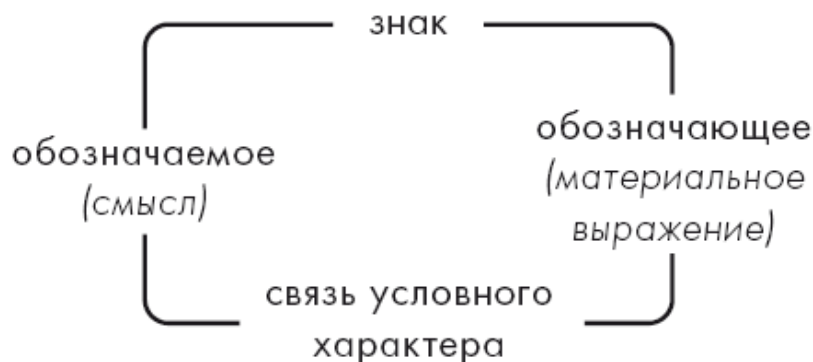 знак
обозначаемое
(смысл)
обозначающее
(материальное
выражение)
связь условного
характера